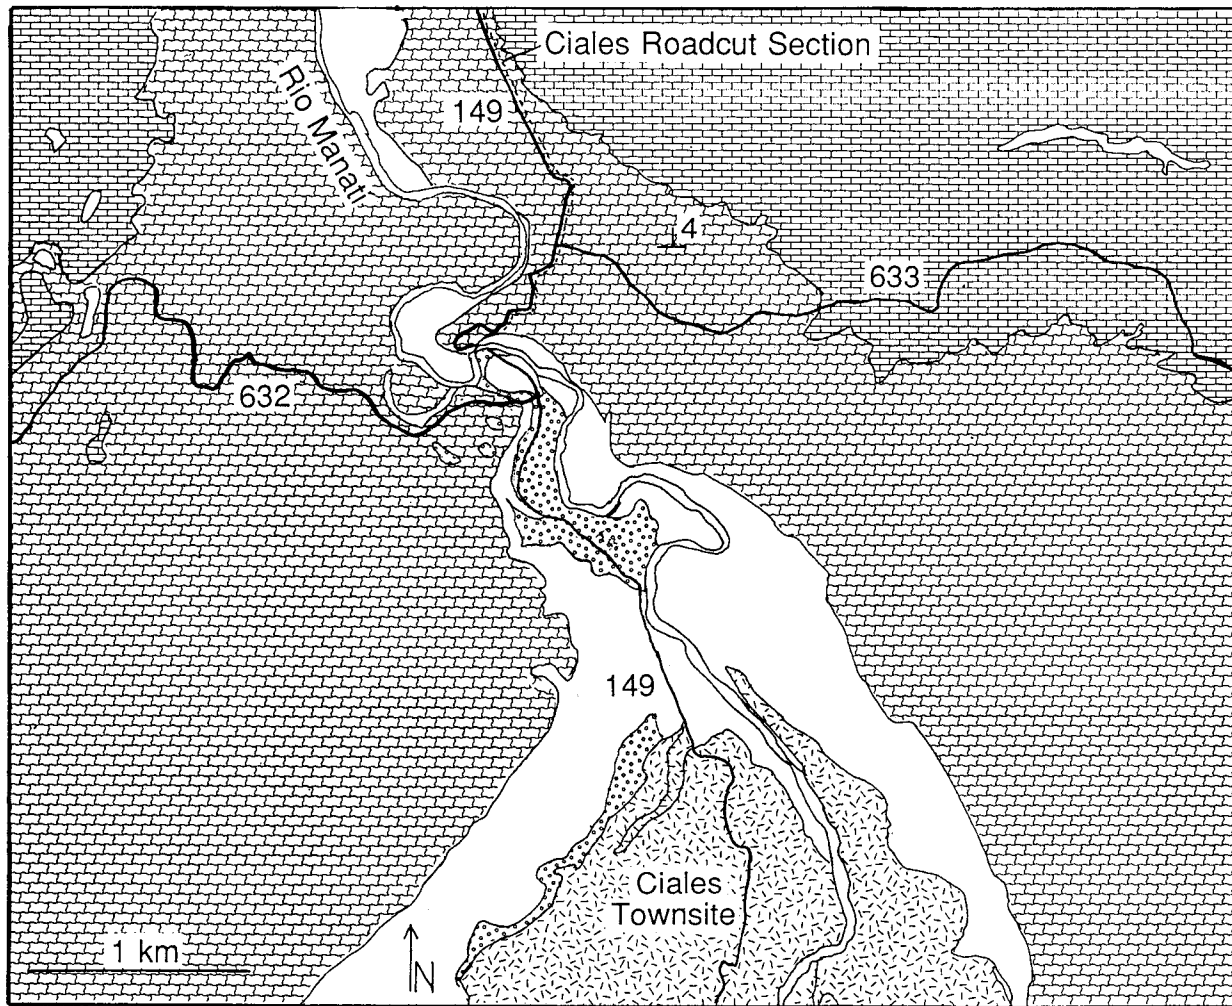 Ciales Roadcut Section
Rio Manatí
149
4
633
632
149
Ciales
Townsite
1 km
N